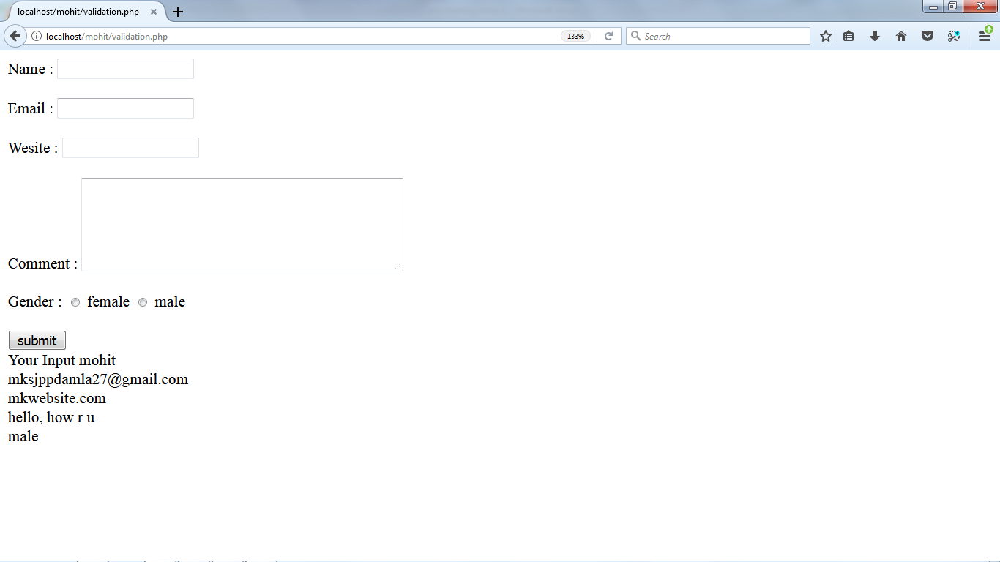 localhost/mohit/validation.php
localhost/mohit/validation.php 133% Search
Name :
Email :
Wesite :
Comment :
Gender : female male
submit
Your Input mohit
mksjppdamla27@gmail.com
mkwebsite.com
hello, how r u
male